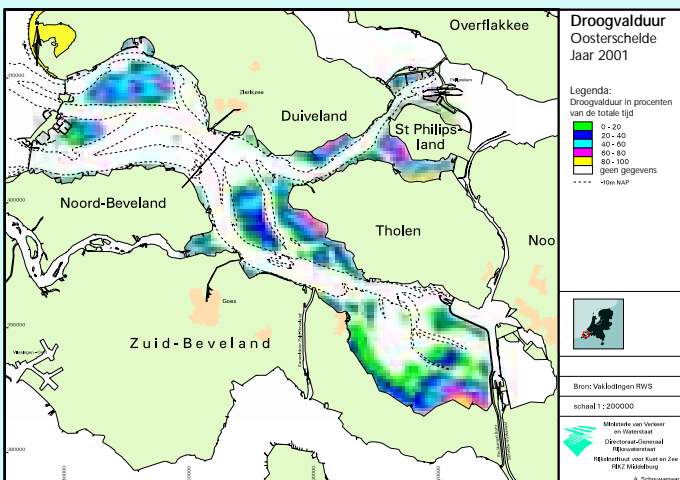 Overflakkee
Zierikzee
Philipsdam
Duiveland
St Philips-
land
Noord-Beveland
Tholen
Noo
Goes
Zuid-Beveland
Droogvalduur
Oosterschelde
Jaar 2001
Legenda:
Droogvalduur in procenten
van de totale tijd
0 - 20
20 - 40
40 - 60
60 - 80
80 - 100
geen gegevens
-10m NAP
Bron: Vaklodingen RWS
schaal 1 : 200000
Ministerie van Verkeer
en Waterstaat
Directoraat-Generaal
Rijkswaterstaat
Rijksinstituut voor Kust en Zee
RIKZ Middelburg